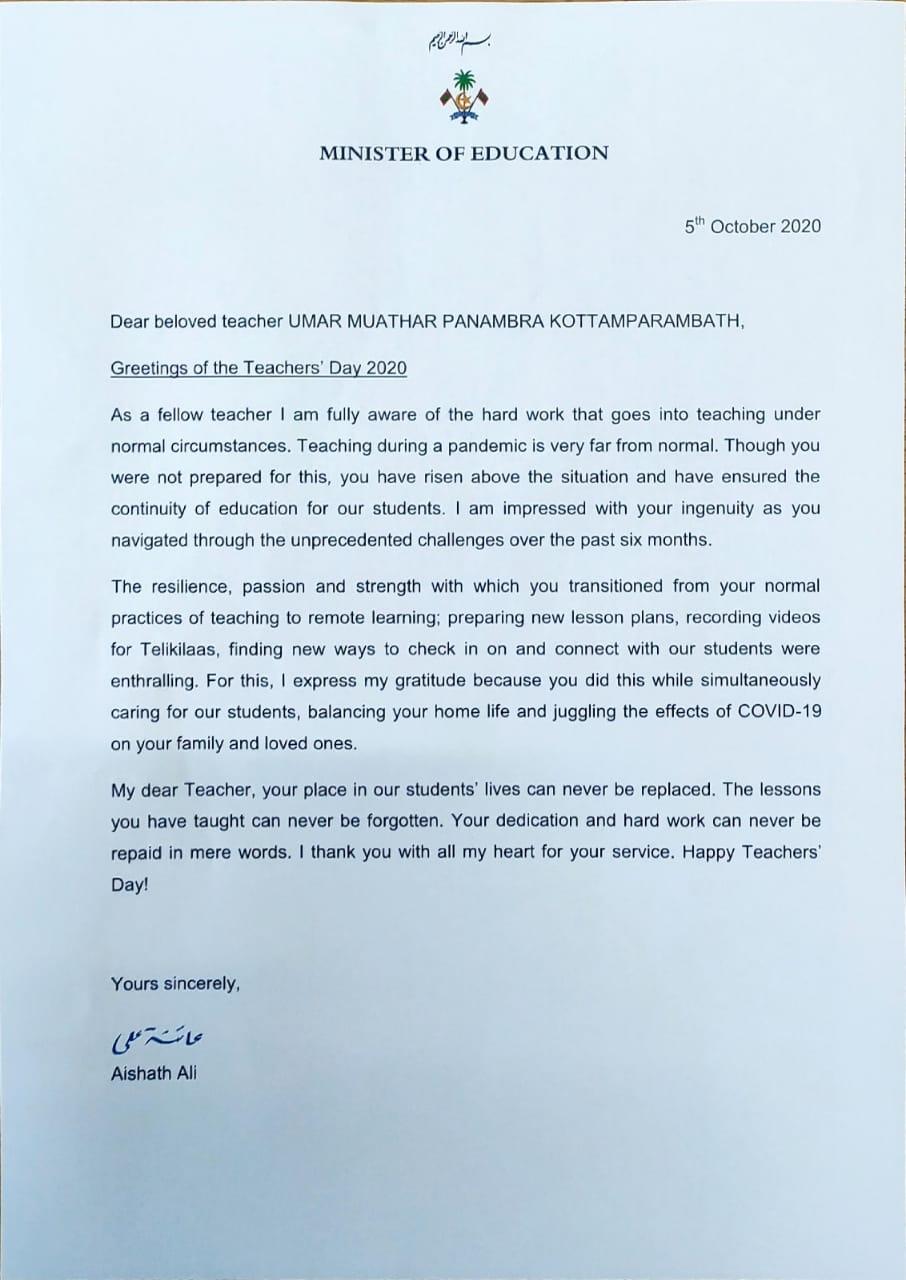 بسم الله الرحمن الرحيم
MINISTER OF EDUCATION
5th October 2020
Dear beloved teacher UMAR MUATHAR PANAMBRA KOTTAMPARAMBATH,
Greetings of the Teachers' Day 2020
As a fellow teacher I am fully aware of the hard work that goes into teaching under
normal circumstances. Teaching during a pandemic is very far from normal. Though you
were not prepared for this, you have risen above the situation and have ensured the
continuity of education for our students. I am impressed with your ingenuity as you
navigated through the unprecedented challenges over the past six months.
The resilience, passion and strength with which you transitioned from your normal
practices of teaching to remote learning; preparing new lesson plans, recording videos
for Telikilaas, finding new ways to check in on and connect with our students were
enthralling. For this, I express my gratitude because you did this while simultaneously
caring for our students, balancing your home life and juggling the effects of COVID-19
on your family and loved ones.
My dear Teacher, your place in our students' lives can never be replaced. The lessons
you have taught can never be forgotten. Your dedication and hard work can never be
repaid in mere words. I thank you with all my heart for your service. Happy Teachers'
Day!
Yours sincerely,
عائشة علي
Aishath Ali